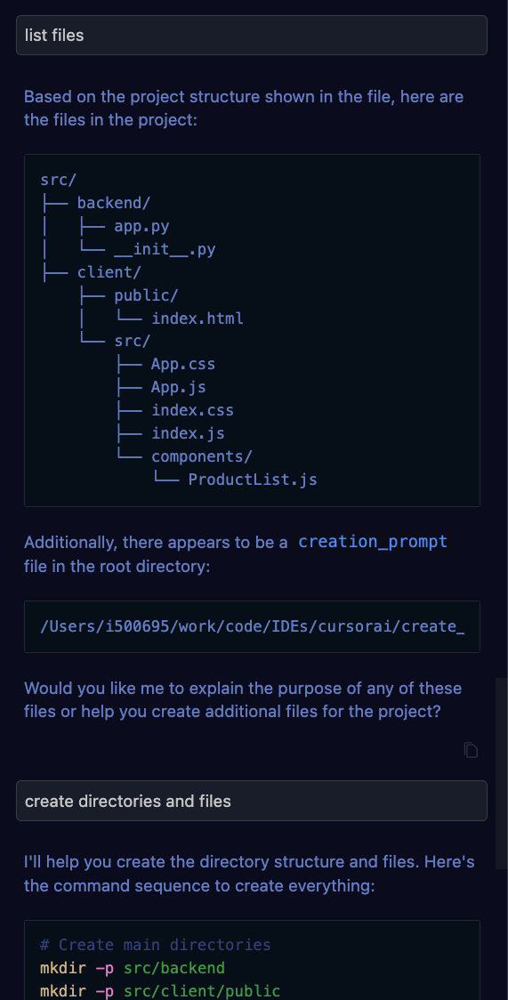 list files
Based on the project structure shown in the file, here are
the files in the project:
src/
├── backend/
│   ├── app.py
│   └── __init__.py
├── client/
    ├── public/
    │   └── index.html
    └── src/
        ├── App.css
        ├── App.js
        ├── index.css
        ├── index.js
        └── components/
            └── ProductList.js
Additionally, there appears to be a creation_prompt
file in the root directory:
/Users/i500695/work/code/IDEs/cursorai/create_
Would you like me to explain the purpose of any of these
files or help you create additional files for the project?
create directories and files
I'll help you create the directory structure and files. Here's
the command sequence to create everything:
# Create main directories
mkdir -p src/backend
mkdir -p src/client/public